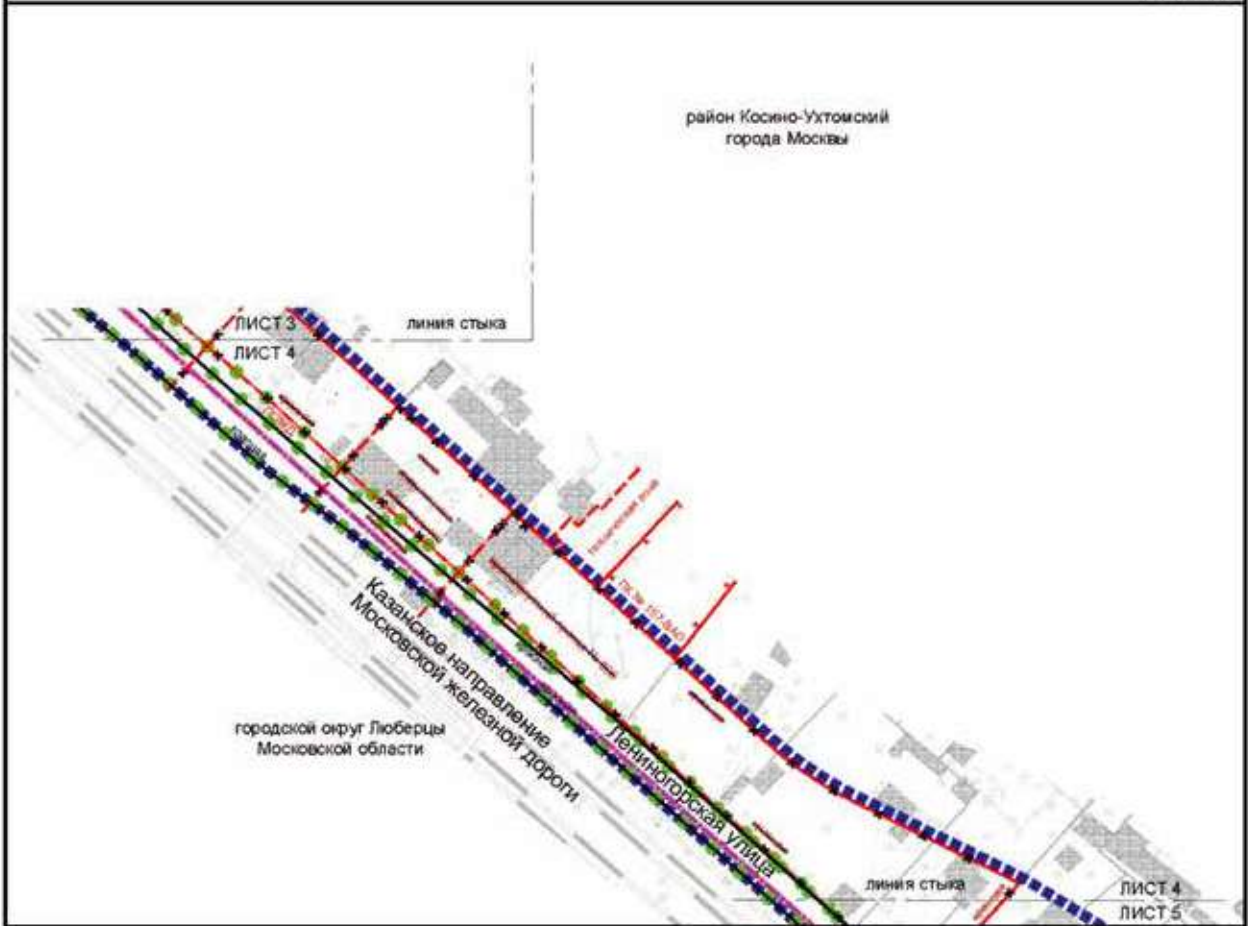 район Косино-Ухтомский
города Москвы
ЛИСТ 3
линия стыка
ЛИСТ 4
Казанское направление
Московской железной дороги
городской округ Люберцы
Московской области
Лениногорская улица
линия стыка
ЛИСТ 4
ЛИСТ 5